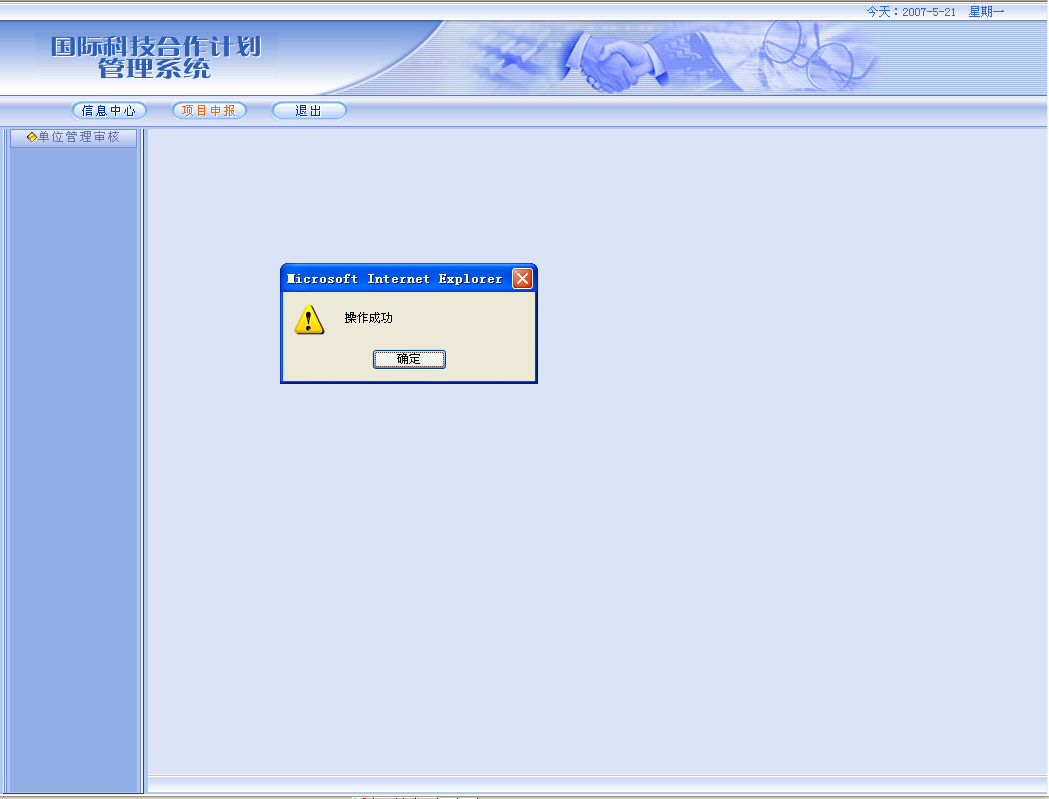 今天：2007-5-21 星期一
国际科技合作计划
管理系统
信息中心 项目申报 退出
单位管理审核
Microsoft Internet Explorer
操作成功
确定